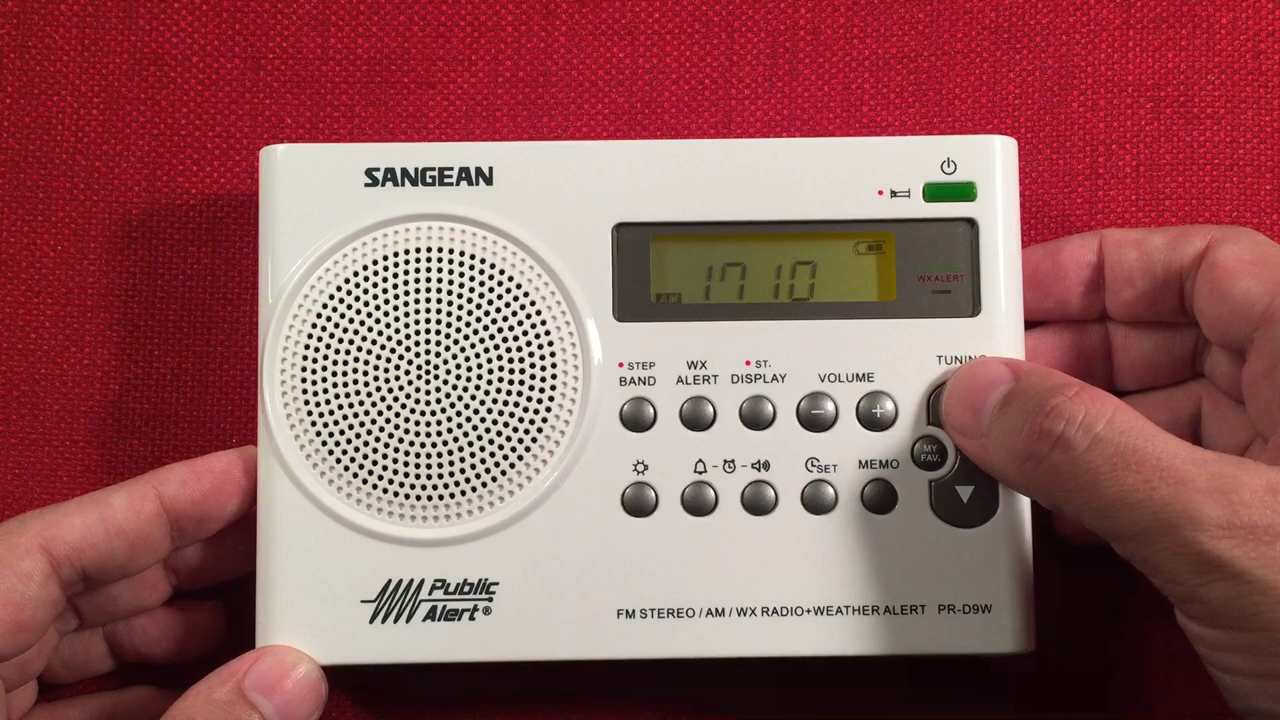 SANGEAN
1710
AM
WX ALERT
TUNING
STEP
BAND
WX
ALERT
ST.
DISPLAY
VOLUME
− +
MY
FAV.
SET
MEMO
Public
Alert®
FM STEREO / AM / WX RADIO+WEATHER ALERT PR-D9W